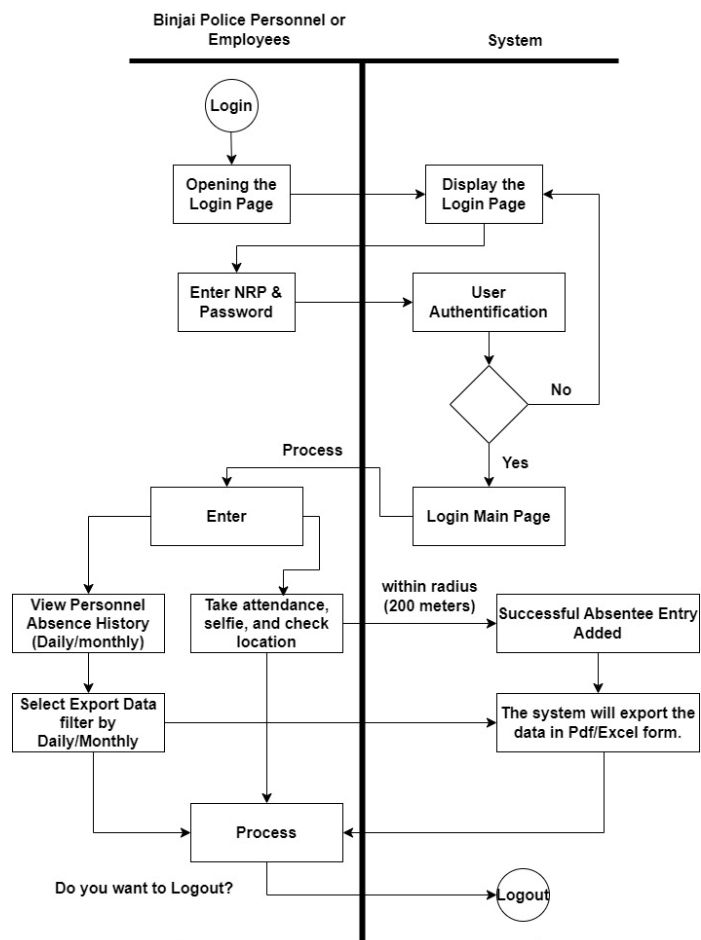 Binjai Police Personnel or
Employees
System
Login
Opening the
Login Page
Display the
Login Page
Enter NRP &
Password
User
Authentification
No
Yes
Process
Enter
Login Main Page
View Personnel
Absence History
(Daily/monthly)
Take attendance,
selfie, and check
location
within radius
(200 meters)
Successful Absentee Entry
Added
Select Export Data
filter by
Daily/Monthly
The system will export the
data in Pdf/Excel form.
Process
Do you want to Logout?
Logout